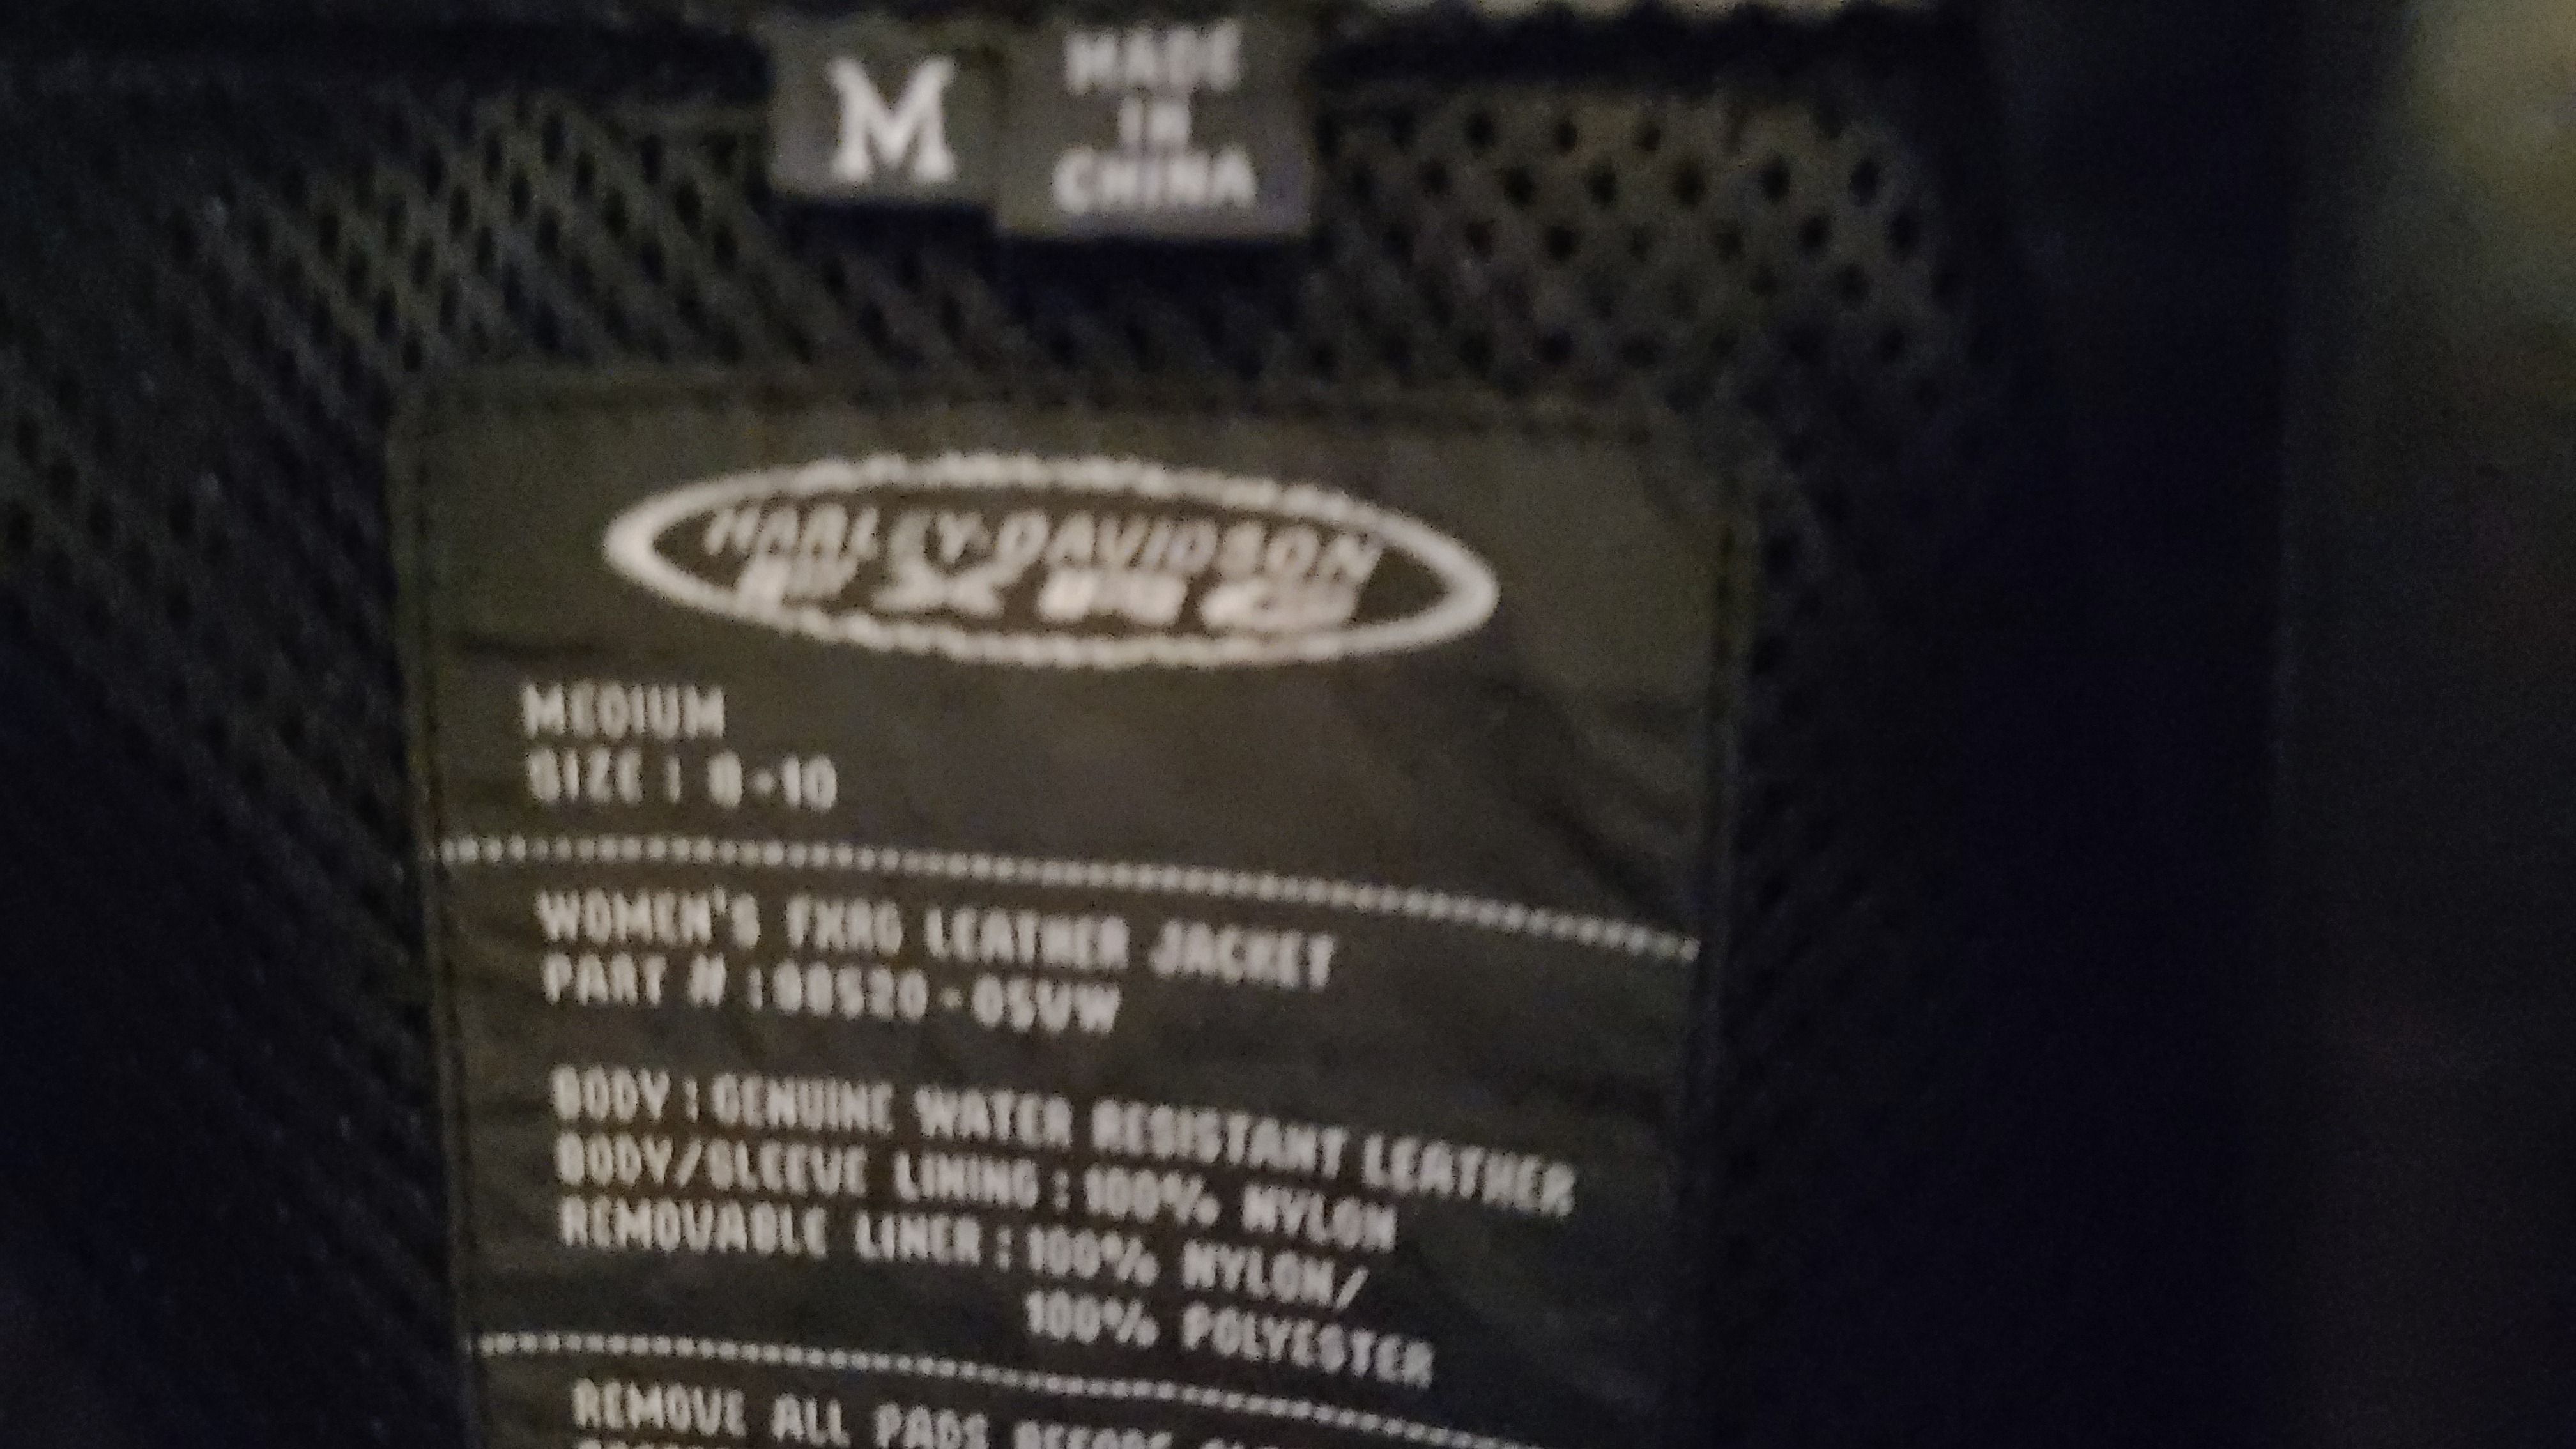 M
MADE
IN
CHINA
HARLEY-DAVIDSON
MEDIUM
SIZE : 8-10
WOMEN'S FXRG LEATHER JACKET
PART # : 98520-05VW
BODY : GENUINE WATER RESISTANT LEATHER
BODY/SLEEVE LINING : 100% NYLON
REMOVABLE LINER : 100% NYLON/
100% POLYESTER
REMOVE ALL PADS BEFORE